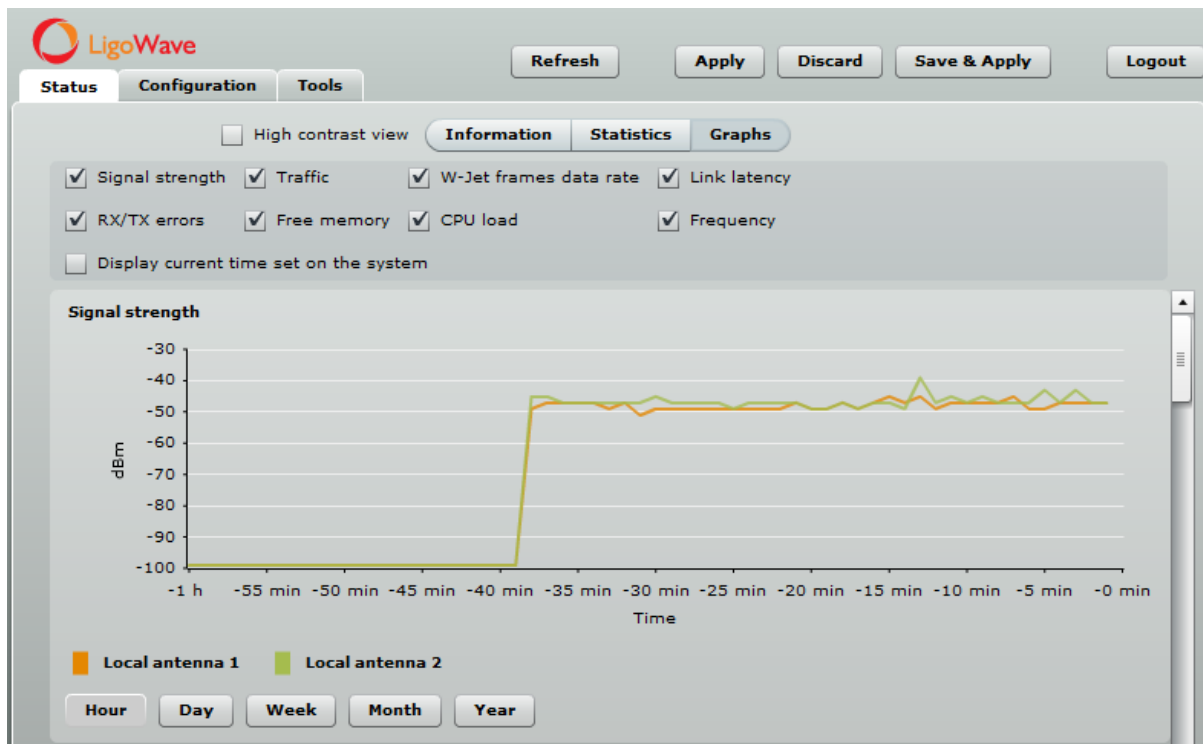 LigoWave
Refresh Apply Discard Save & Apply Logout
Status Configuration Tools
High contrast view Information Statistics Graphs
Signal strength Traffic W-Jet frames data rate Link latency
RX/TX errors Free memory CPU load Frequency
Display current time set on the system
Signal strength
-30
-40
-50
-60
-70
-80
-90
-100
dBm
-1 h -55 min -50 min -45 min -40 min -35 min -30 min -25 min -20 min -15 min -10 min -5 min -0 min
Time
Local antenna 1 Local antenna 2
Hour Day Week Month Year